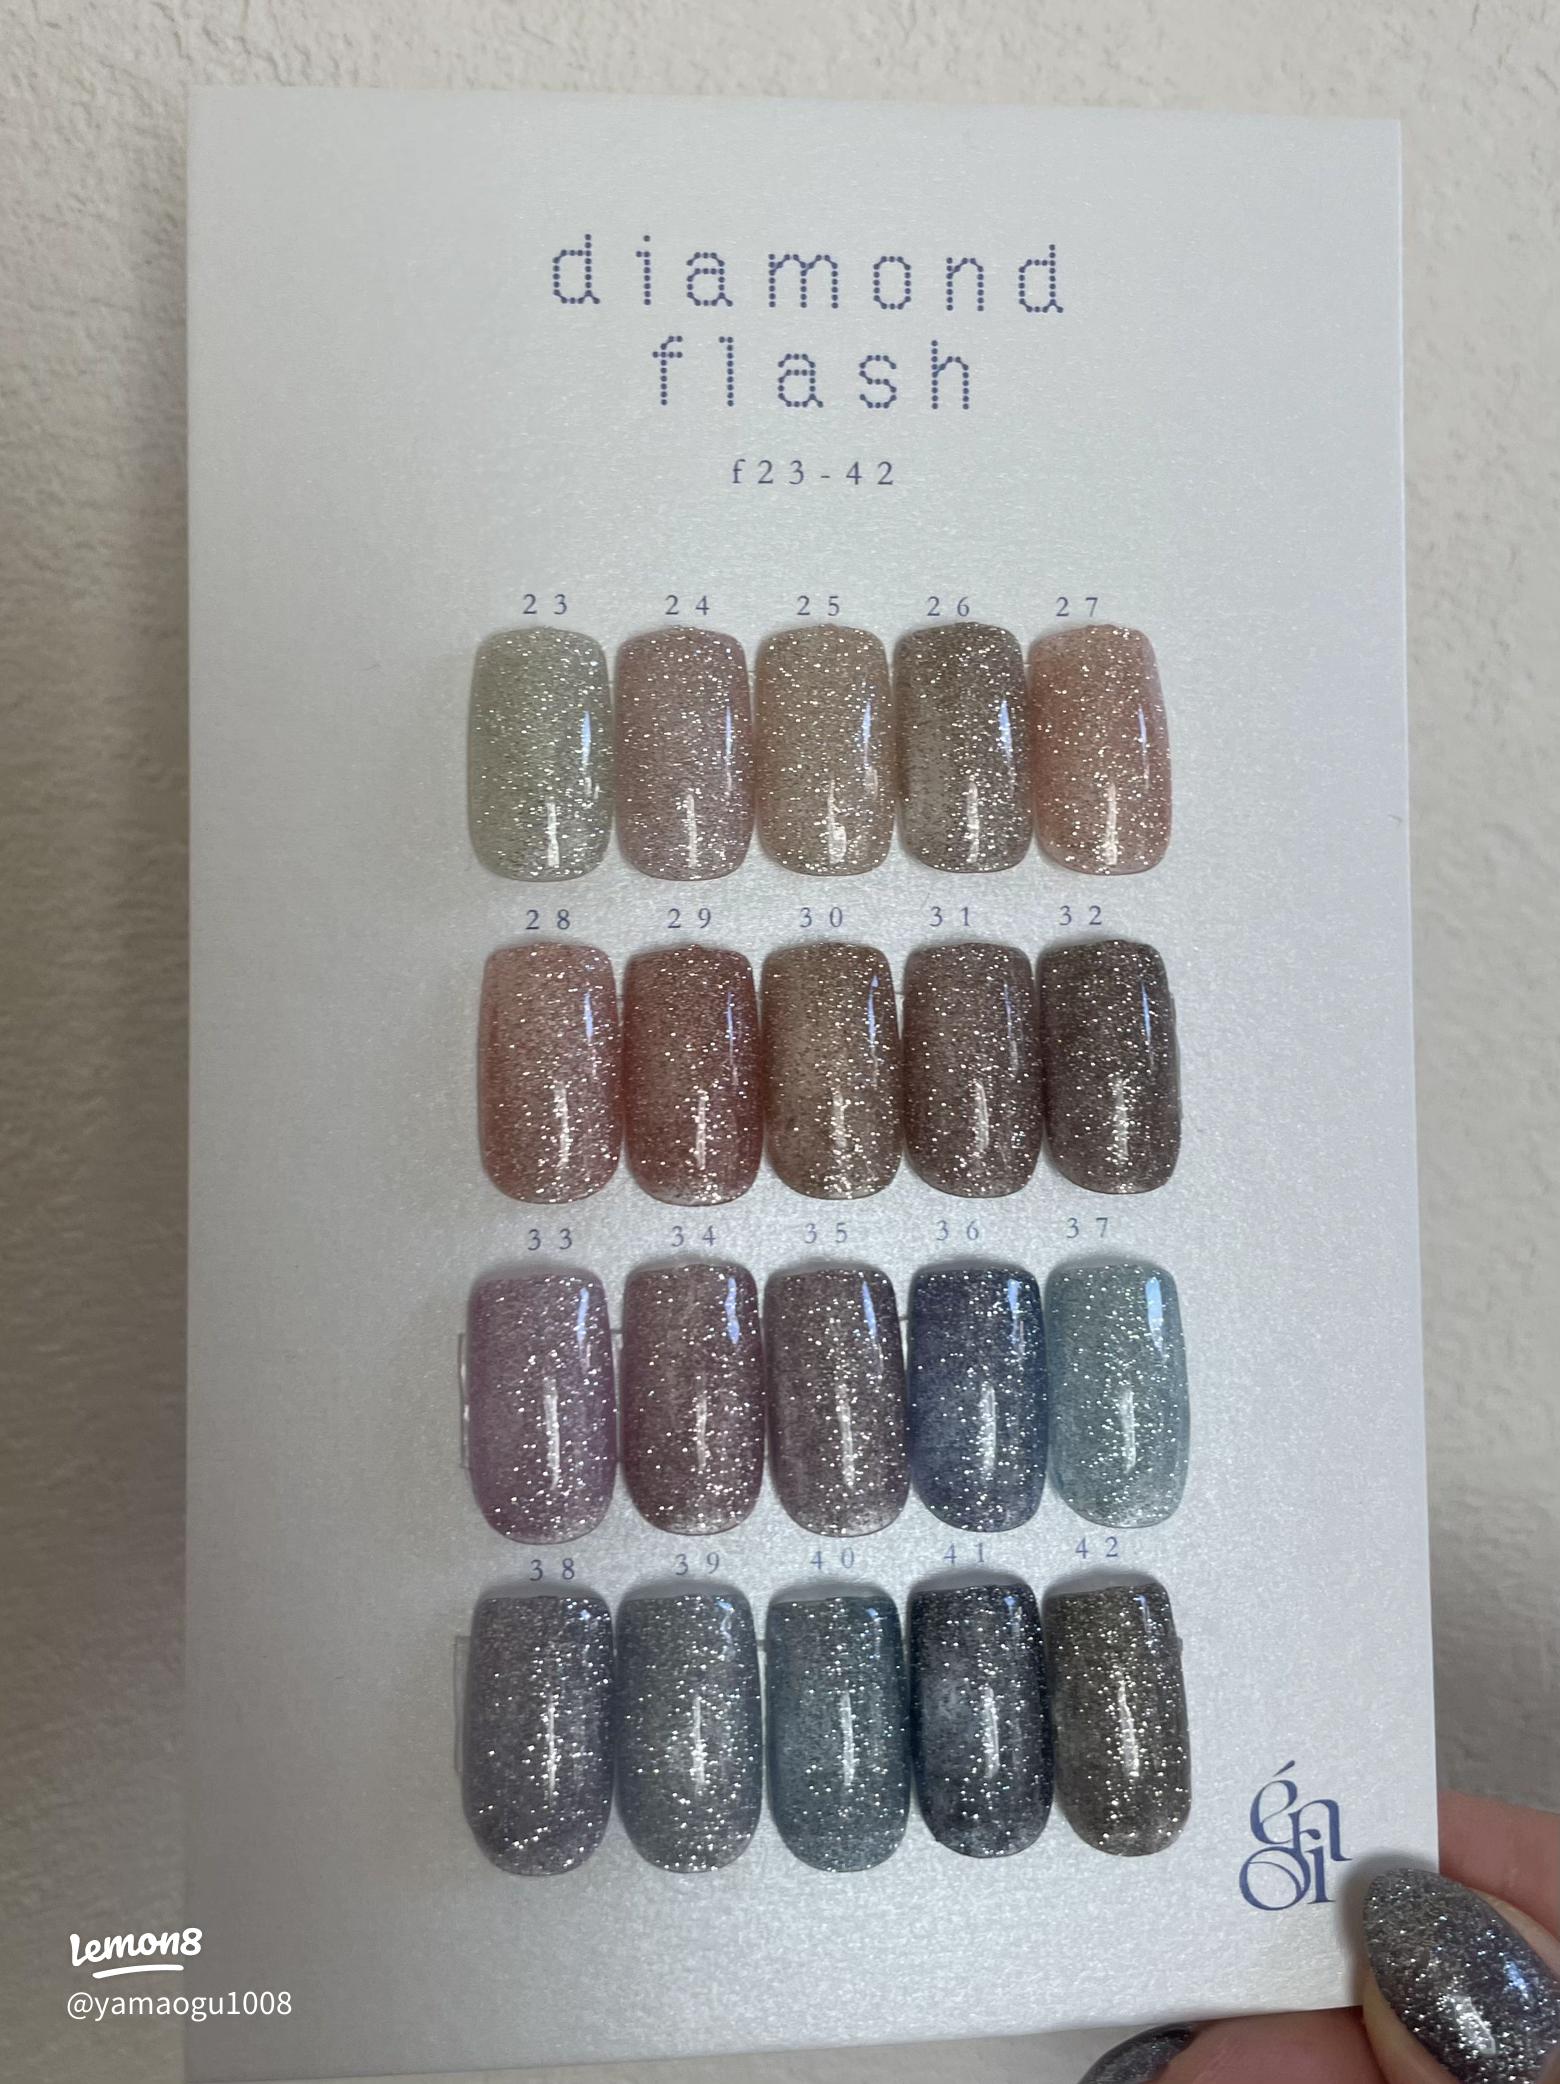 diamond
flash
f23-42
23 24 25 26 27
28 29 30 31 32
33 34 35 36 37
38 39 40 41 42
énoi
Lemon8
@yamaogu1008